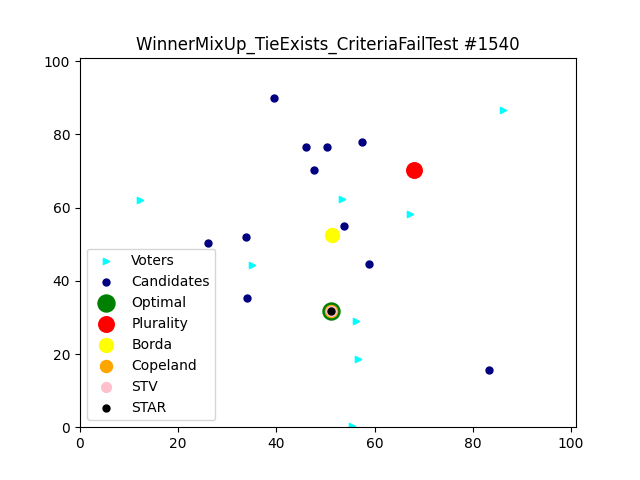 WinnerMixUp_TieExists_CriteriaFailTest #1540
100
80
60
40
20
0
Voters
Candidates
Optimal
Plurality
Borda
Copeland
STV
STAR
0 20 40 60 80 100